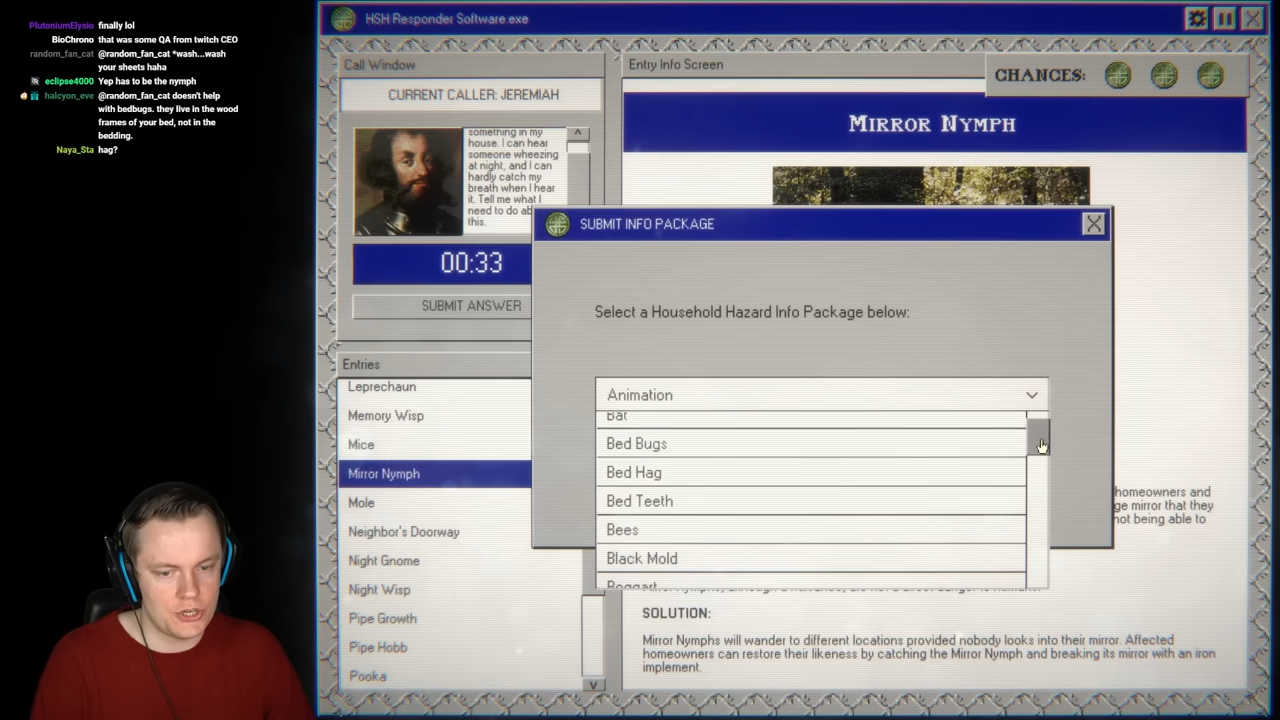 PlutoniumElysio finally lol
BioChrono that was some QA from twitch CEO
random_fan_cat @random_fan_cat *wash...wash
your sheets haha
eclipse4000 Yep has to be the nymph
halcyon_eve @random_fan_cat doesn't help
with bedbugs. they live in the wood
frames of your bed, not in the
bedding.
Naya_Sta hag?
HSH Responder Software.exe
Call Window
CURRENT CALLER: JEREMIAH
something in my
house. I can hear
someone wheezing
at night, and I can
hardly catch my
breath when I hear
it. Tell me what I
need to do ab
this.
00:33
SUBMIT ANSWER
Entries
Leprechaun
Memory Wisp
Mice
Mirror Nymph
Mole
Neighbor's Doorway
Night Gnome
Night Wisp
Pipe Growth
Pipe Hobb
Pooka
Entry Info Screen
CHANCES:
MIRROR NYMPH
SUBMIT INFO PACKAGE
Select a Household Hazard Info Package below:
Animation
Bat
Bed Bugs
Bed Hag
Bed Teeth
Bees
Black Mold
Boggart
homeowners and
ge mirror that they
not being able to
SOLUTION:
Mirror Nymphs will wander to different locations provided nobody looks into their mirror. Affected
homeowners can restore their likeness by catching the Mirror Nymph and breaking its mirror with an iron
implement.